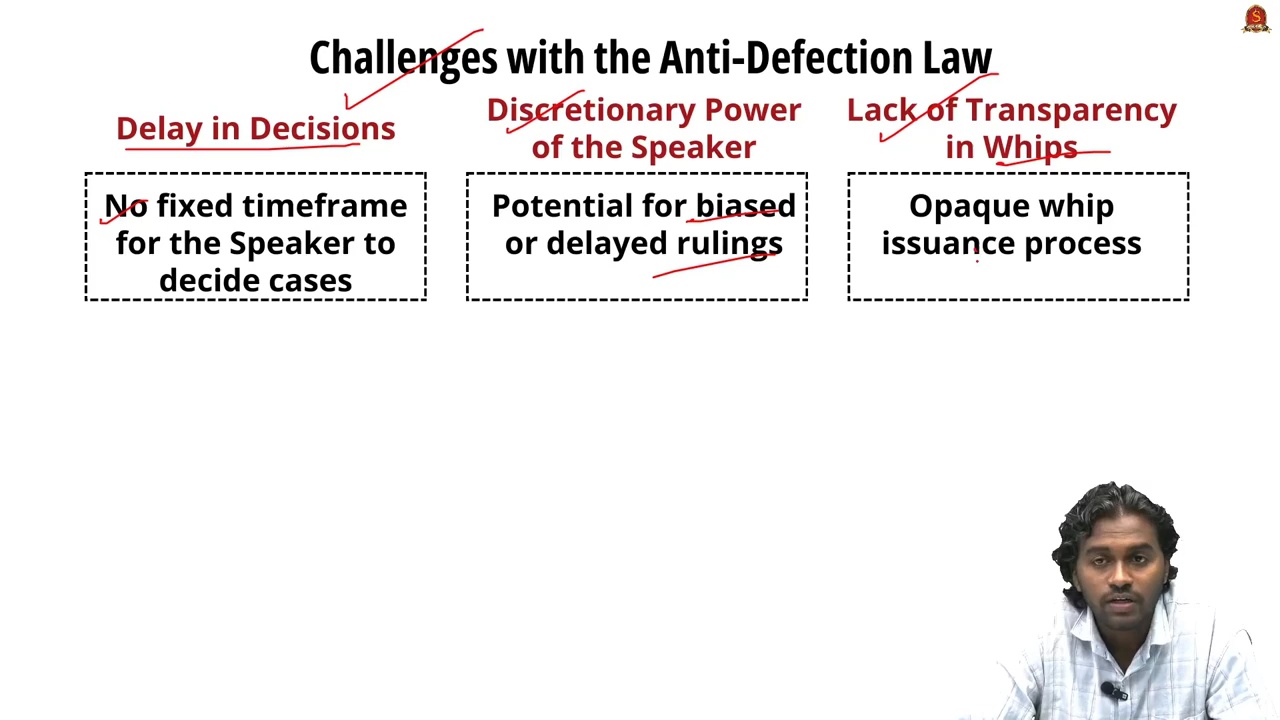 Challenges with the Anti-Defection Law
Delay in Decisions
No fixed timeframe
for the Speaker to
decide cases
Discretionary Power
of the Speaker
Potential for biased
or delayed rulings
Lack of Transparency
in Whips
Opaque whip
issuance process